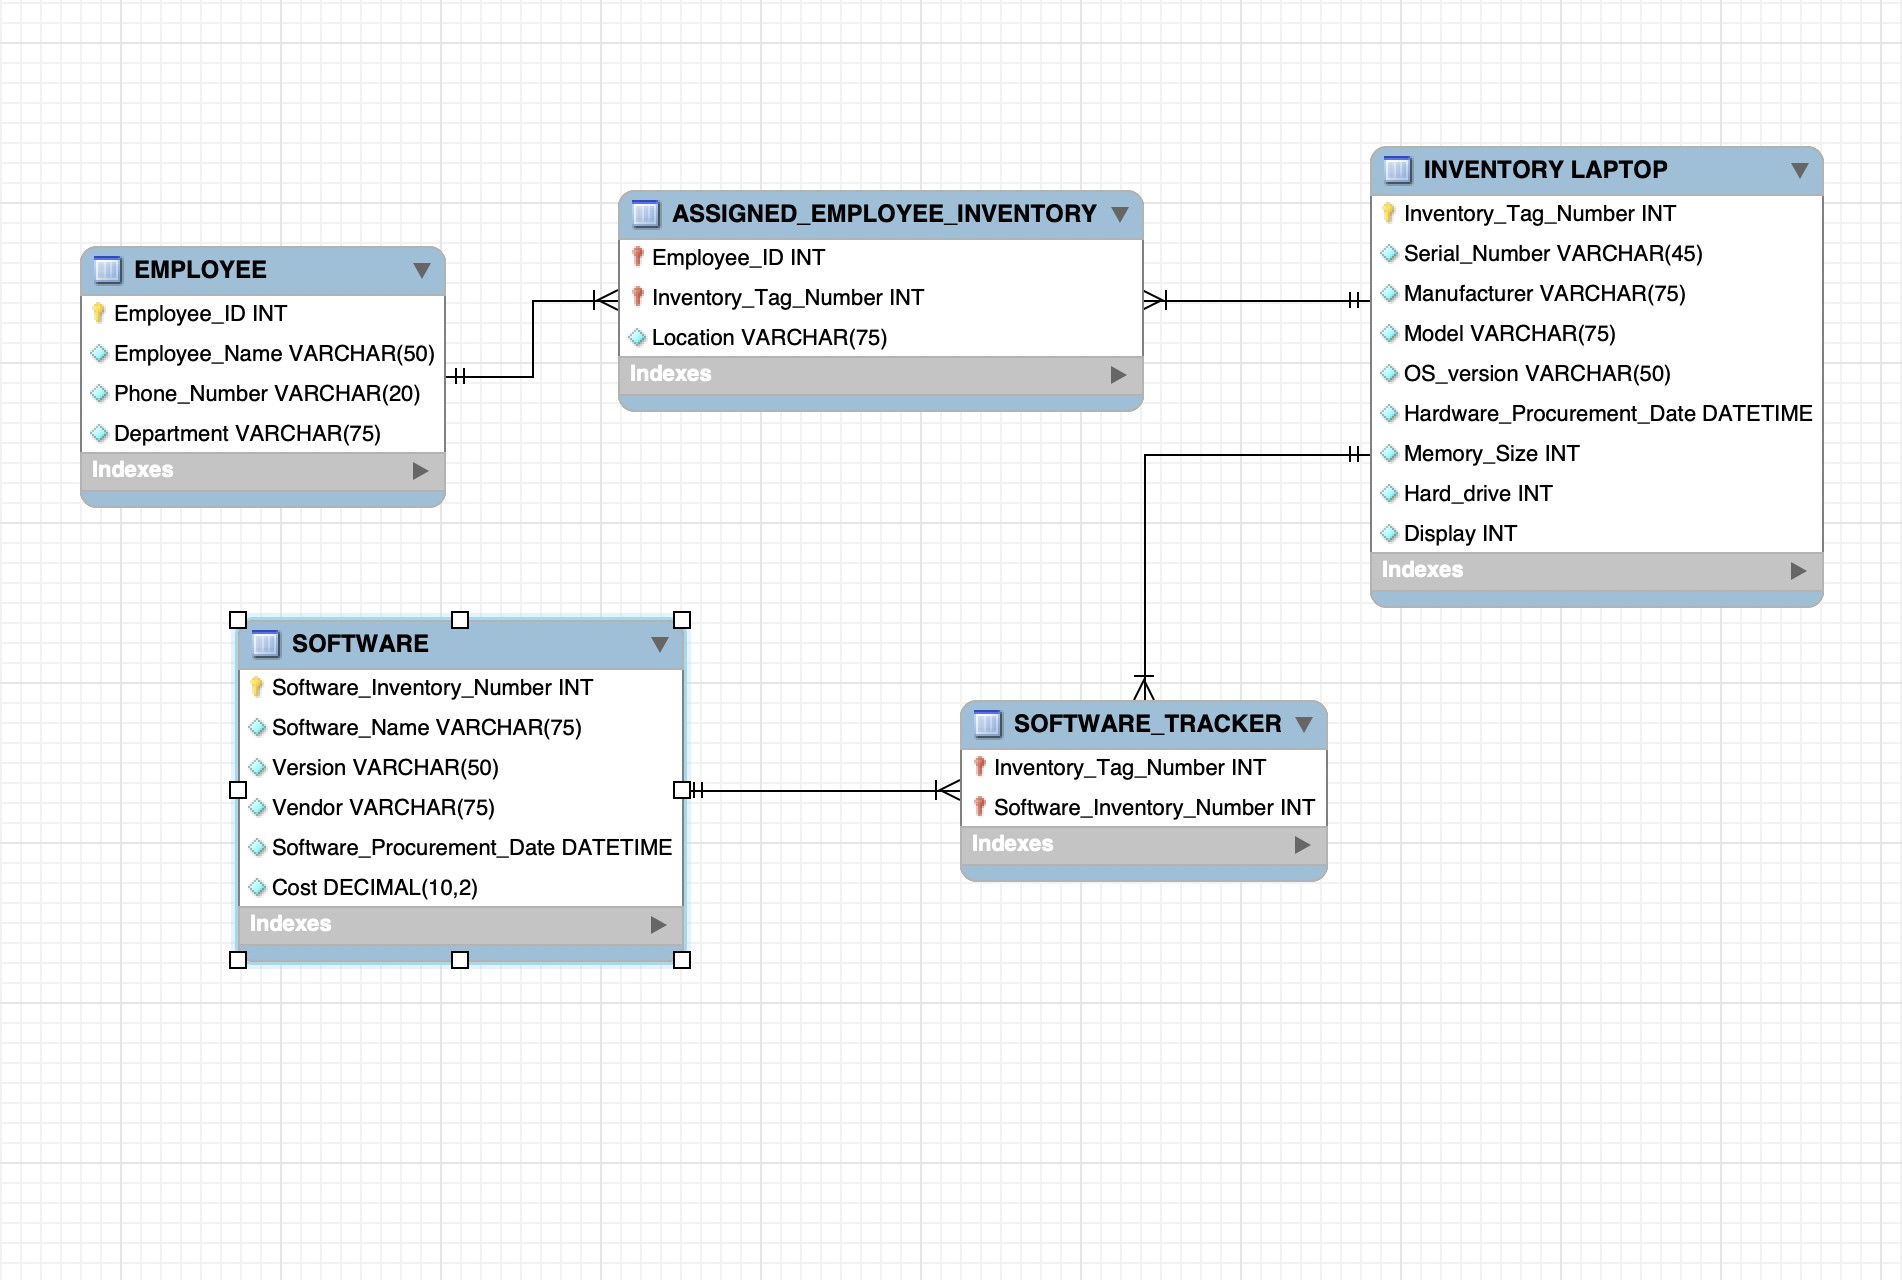 EMPLOYEE
Employee_ID INT
Employee_Name VARCHAR(50)
Phone_Number VARCHAR(20)
Department VARCHAR(75)
Indexes
ASSIGNED_EMPLOYEE_INVENTORY
Employee_ID INT
Inventory_Tag_Number INT
Location VARCHAR(75)
Indexes
INVENTORY LAPTOP
Inventory_Tag_Number INT
Serial_Number VARCHAR(45)
Manufacturer VARCHAR(75)
Model VARCHAR(75)
OS_version VARCHAR(50)
Hardware_Procurement_Date DATETIME
Memory_Size INT
Hard_drive INT
Display INT
Indexes
SOFTWARE
Software_Inventory_Number INT
Software_Name VARCHAR(75)
Version VARCHAR(50)
Vendor VARCHAR(75)
Software_Procurement_Date DATETIME
Cost DECIMAL(10,2)
Indexes
SOFTWARE_TRACKER
Inventory_Tag_Number INT
Software_Inventory_Number INT
Indexes